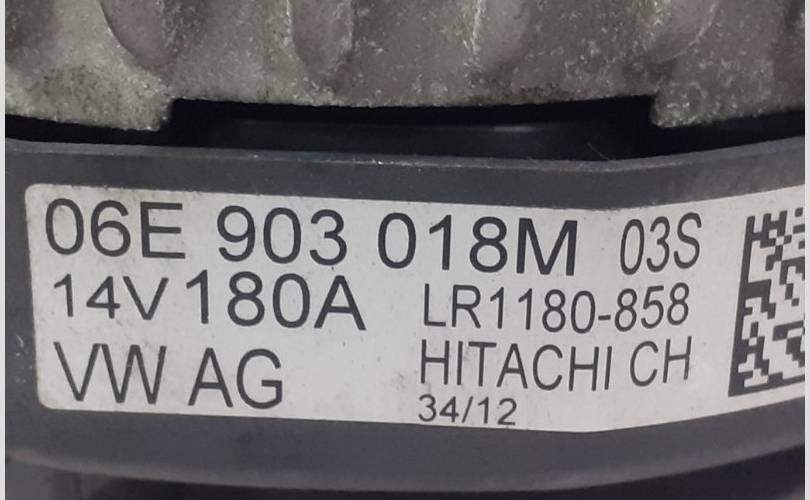 06E 903 018M 03S
14V 180A LR1180-858
VW AG HITACHI CH
34/12